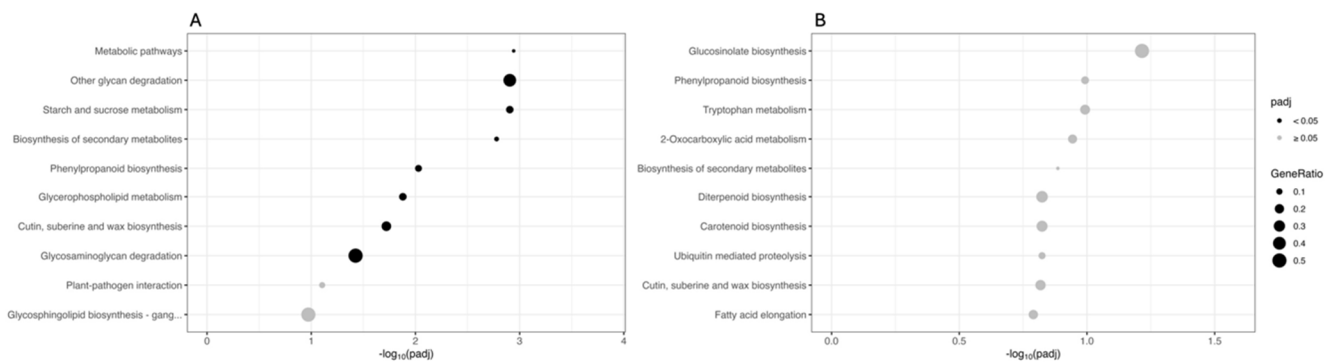 A
Metabolic pathways
Other glycan degradation
Starch and sucrose metabolism
Biosynthesis of secondary metabolites
Phenylpropanoid biosynthesis
Glycerophospholipid metabolism
Cutin, suberine and wax biosynthesis
Glycosaminoglycan degradation
Plant-pathogen interaction
Glycosphingolipid biosynthesis - gang...
0 1 2 3 4
-log10(padj)
B
Glucosinolate biosynthesis
Phenylpropanoid biosynthesis
Tryptophan metabolism
2-Oxocarboxylic acid metabolism
Biosynthesis of secondary metabolites
Diterpenoid biosynthesis
Carotenoid biosynthesis
Ubiquitin mediated proteolysis
Cutin, suberine and wax biosynthesis
Fatty acid elongation
0.0 0.5 1.0 1.5
-log10(padj)
padj
< 0.05
≥ 0.05
GeneRatio
0.1
0.2
0.3
0.4
0.5